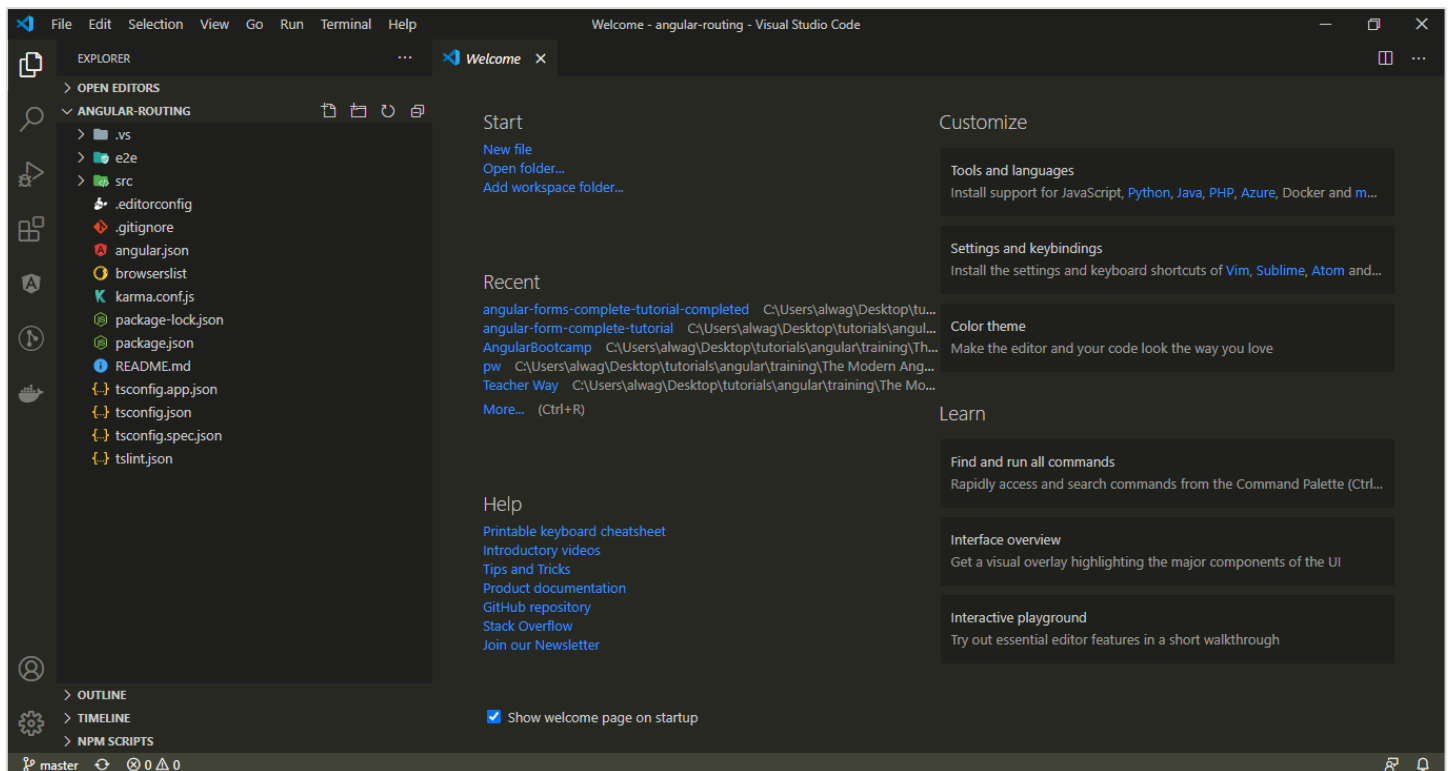 File Edit Selection View Go Run Terminal Help
Welcome - angular-routing - Visual Studio Code
EXPLORER
OPEN EDITORS
ANGULAR-ROUTING
.vs
e2e
src
.editorconfig
.gitignore
angular.json
browserslist
karma.conf.js
package-lock.json
package.json
README.md
tsconfig.app.json
tsconfig.json
tsconfig.spec.json
tslint.json
OUTLINE
TIMELINE
NPM SCRIPTS
Welcome
Start
New file
Open folder...
Add workspace folder...
Recent
angular-forms-complete-tutorial-completed C:\Users\alwag\Desktop\tu...
angular-form-complete-tutorial C:\Users\alwag\Desktop\tutorials\angul...
AngularBootcamp C:\Users\alwag\Desktop\tutorials\angular\training\Th...
pw C:\Users\alwag\Desktop\tutorials\angular\training\The Modern Ang...
Teacher Way C:\Users\alwag\Desktop\tutorials\angular\training\The Mo...
More... (Ctrl+R)
Help
Printable keyboard cheatsheet
Introductory videos
Tips and Tricks
Product documentation
GitHub repository
Stack Overflow
Join our Newsletter
Show welcome page on startup
Customize
Tools and languages
Install support for JavaScript, Python, Java, PHP, Azure, Docker and m...
Settings and keybindings
Install the settings and keyboard shortcuts of Vim, Sublime, Atom and...
Color theme
Make the editor and your code look the way you love
Learn
Find and run all commands
Rapidly access and search commands from the Command Palette (Ctrl...
Interface overview
Get a visual overlay highlighting the major components of the UI
Interactive playground
Try out essential editor features in a short walkthrough
master 0 0